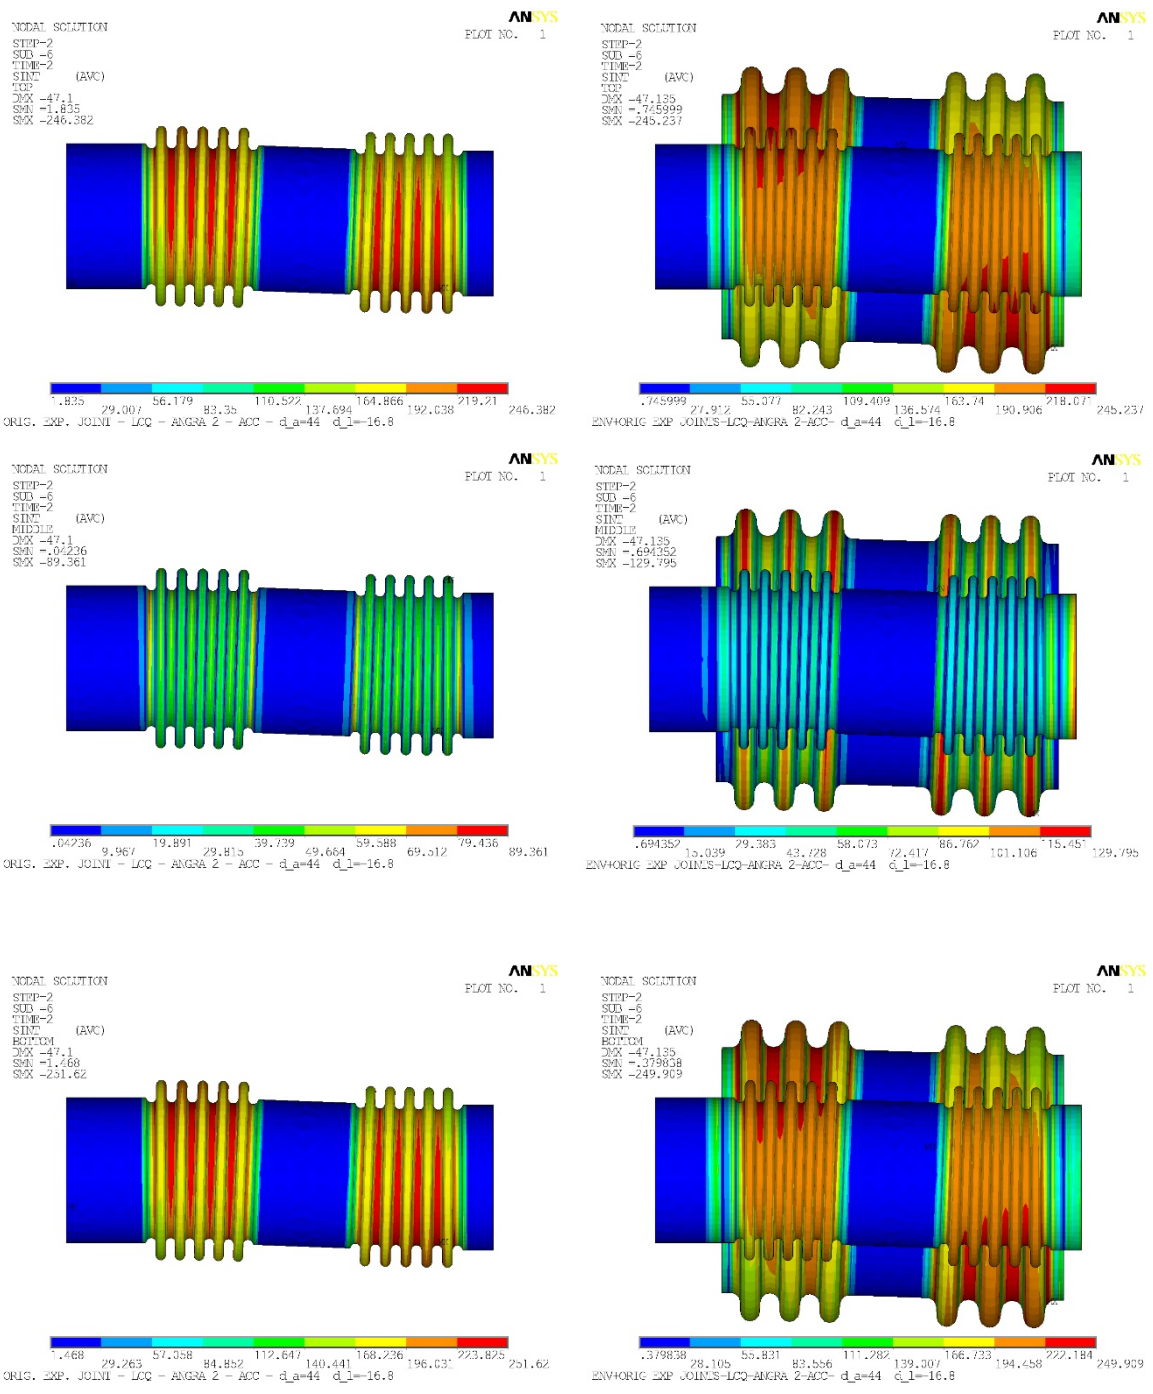 ANSYS
NODAL SOLUTION
PLOT NO. 1
STEP=2
SUB =6
TIME=2
SINT (AVG)
TOP
DMX =47.1
SMN =1.835
SMX =246.382
1.835 56.179 110.522 164.866 219.21
29.007 83.35 137.694 192.038 246.382
ORIG. EXP. JOINT - LCQ - ANGRA 2 - ACC - d_a=44 d_l=-16.8
ANSYS
NODAL SOLUTION
PLOT NO. 1
STEP=2
SUB =6
TIME=2
SINT (AVG)
TOP
DMX =47.135
SMN =.745999
SMX =245.237
.745999 55.077 109.409 163.74 218.071
27.912 82.243 136.574 190.906 245.237
ENV+ORIG EXP JOINTS-LCQ-ANGRA 2-ACC- d_a=44 d_l=-16.8
ANSYS
NODAL SOLUTION
PLOT NO. 1
STEP=2
SUB =6
TIME=2
SINT (AVG)
MIDDLE
DMX =47.1
SMN =.04236
SMX =89.361
.04236 19.891 39.739 59.588 79.436
9.967 29.815 49.664 69.512 89.361
ORIG. EXP. JOINT - LCQ - ANGRA 2 - ACC - d_a=44 d_l=-16.8
ANSYS
NODAL SOLUTION
PLOT NO. 1
STEP=2
SUB =6
TIME=2
SINT (AVG)
MIDDLE
DMX =47.135
SMN =.694352
SMX =129.795
.694352 29.383 58.073 86.762 115.451
15.039 43.728 72.417 101.106 129.795
ENV+ORIG EXP JOINTS-LCQ-ANGRA 2-ACC- d_a=44 d_l=-16.8
ANSYS
NODAL SOLUTION
PLOT NO. 1
STEP=2
SUB =6
TIME=2
SINT (AVG)
BOTTOM
DMX =47.1
SMN =1.468
SMX =251.62
1.468 57.058 112.647 168.236 223.825
29.263 84.852 140.441 196.031 251.62
ORIG. EXP. JOINT - LCQ - ANGRA 2 - ACC - d_a=44 d_l=-16.8
ANSYS
NODAL SOLUTION
PLOT NO. 1
STEP=2
SUB =6
TIME=2
SINT (AVG)
BOTTOM
DMX =47.135
SMN =.379838
SMX =249.909
.379838 55.831 111.282 166.733 222.184
28.105 83.556 139.007 194.458 249.909
ENV+ORIG EXP JOINTS-LCQ-ANGRA 2-ACC- d_a=44 d_l=-16.8